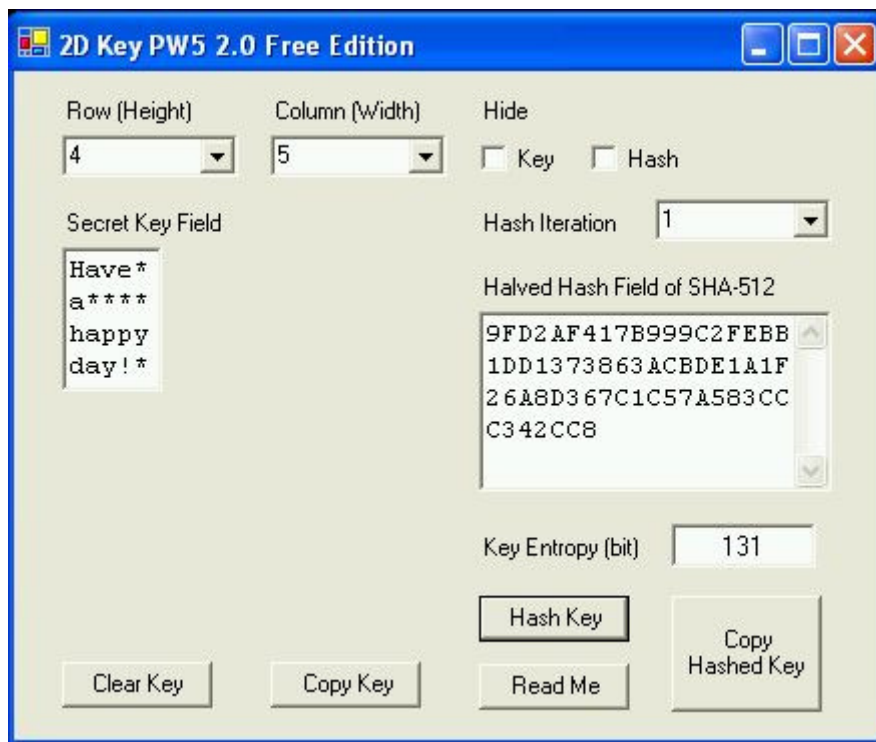 2D Key PW5 2.0 Free Edition
Row (Height)
Column (Width)
Hide
4
5
Key
Hash
Secret Key Field
Hash Iteration
1
Have*
a****
happy
day!*
Halved Hash Field of SHA-512
9FD2AF417B999C2FEBB
1DD1373863ACBDE1A1F
26A8D367C1C57A583CC
C342CC8
Key Entropy (bit)
131
Hash Key
Copy
Hashed Key
Clear Key
Copy Key
Read Me